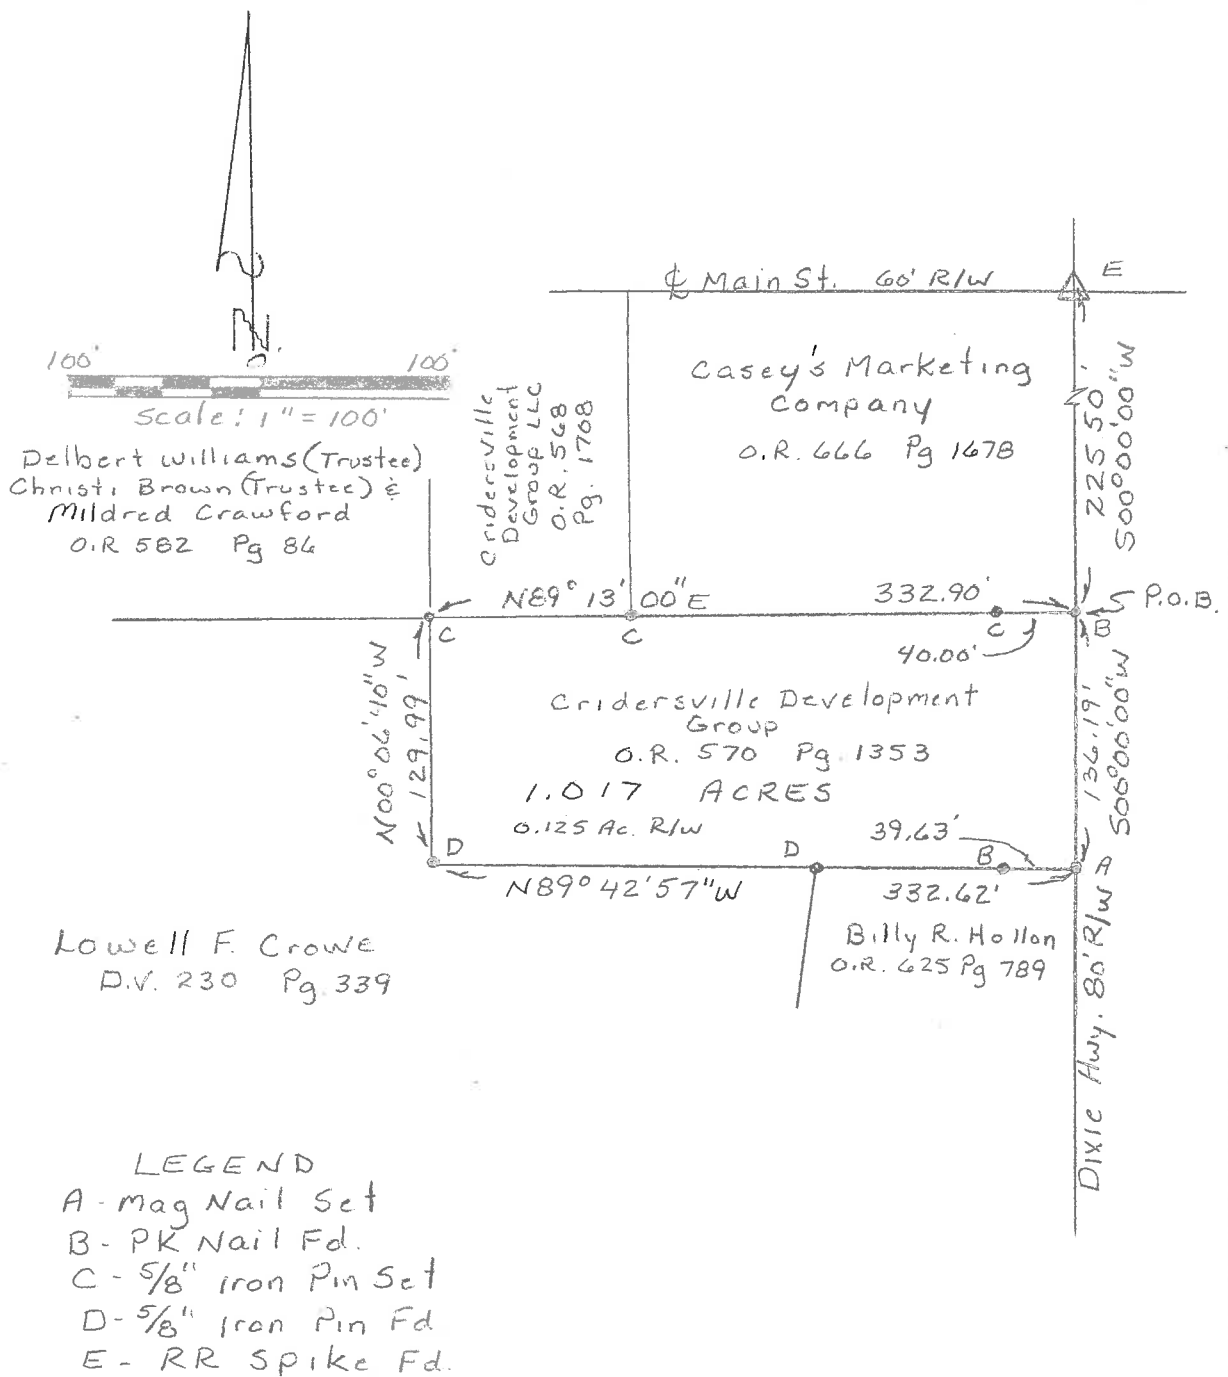 N.
100' 100'
Scale: 1" = 100'
Delbert Williams (Trustee)
Christi Brown (Trustee) &
Mildred Crawford
O.R 582 Pg 86
Cridersville
Development
Group LLC
O.R. 568
Pg. 1708
℄ Main St. 60' R/W
E
Casey's Marketing
Company
O.R. 666 Pg 1678
225.50'
S00°00'00"W
N89°13'00"E 332.90'
P.O.B.
C C C B
40.00'
N00°06'40"W
129.99'
Cridersville Development
Group
O.R. 570 Pg. 1353
1.017 ACRES
0.125 Ac. R/W
136.19'
S00°00'00"W
39.63'
D D B A
N89°42'57"W 332.62'
Billy R. Hollon
O.R. 625 Pg 789
Dixie Hwy. 80' R/W
Lowell F. Crowe
D.V. 230 Pg. 339
LEGEND
A - Mag Nail Set
B - PK Nail Fd.
C - 5/8" Iron Pin Set
D - 5/8" Iron Pin Fd
E - RR Spike Fd.